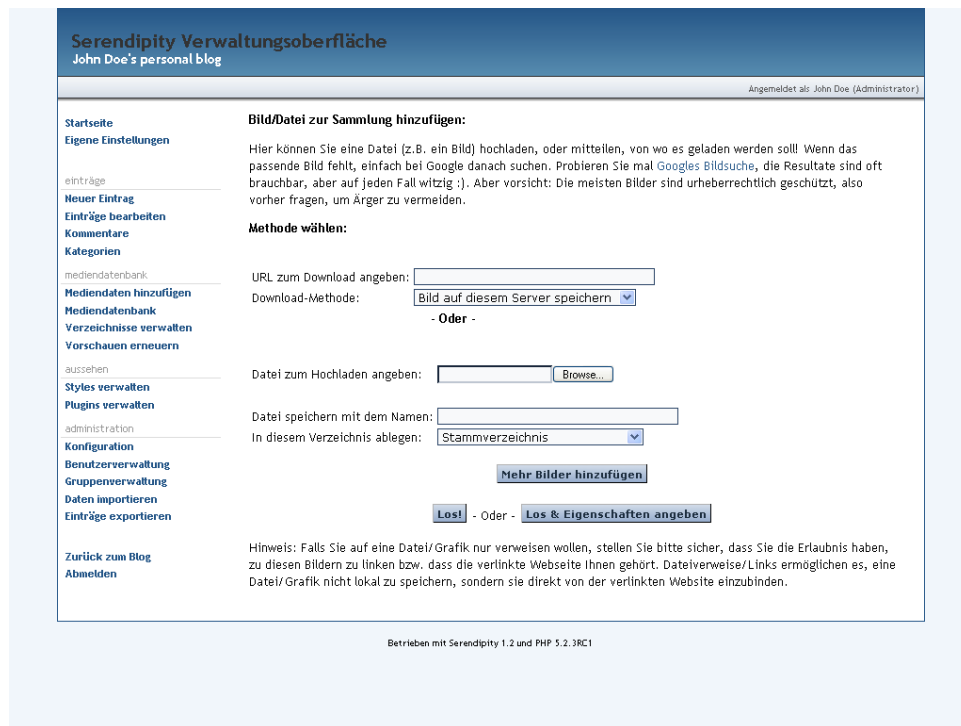 Serendipity Verwaltungsoberfläche
John Doe's personal blog
Angemeldet als John Doe (Administrator)
Startseite
Eigene Einstellungen
einträge
Neuer Eintrag
Einträge bearbeiten
Kommentare
Kategorien
mediendatenbank
Mediendaten hinzufügen
Mediendatenbank
Verzeichnisse verwalten
Vorschauen erneuern
aussehen
Styles verwalten
Plugins verwalten
administration
Konfiguration
Benutzerverwaltung
Gruppenverwaltung
Daten importieren
Einträge exportieren
Zurück zum Blog
Abmelden
Bild/Datei zur Sammlung hinzufügen:
Hier können Sie eine Datei (z.B. ein Bild) hochladen, oder mitteilen, von wo es geladen werden soll! Wenn das
passende Bild fehlt, einfach bei Google danach suchen. Probieren Sie mal Googles Bildsuche, die Resultate sind oft
brauchbar, aber auf jeden Fall witzig :). Aber vorsicht: Die meisten Bilder sind urheberrechtlich geschützt, also
vorher fragen, um Ärger zu vermeiden.
Methode wählen:
URL zum Download angeben:
Download-Methode: Bild auf diesem Server speichern
- Oder -
Datei zum Hochladen angeben: Browse...
Datei speichern mit dem Namen:
In diesem Verzeichnis ablegen: Stammverzeichnis
Mehr Bilder hinzufügen
Los! - Oder - Los & Eigenschaften angeben
Hinweis: Falls Sie auf eine Datei/Grafik nur verweisen wollen, stellen Sie bitte sicher, dass Sie die Erlaubnis haben,
zu diesen Bildern zu linken bzw. dass die verlinkte Webseite Ihnen gehört. Dateiverweise/Links ermöglichen es, eine
Datei/Grafik nicht lokal zu speichern, sondern sie direkt von der verlinkten Website einzubinden.
Betrieben mit Serendipity 1.2 und PHP 5.2.3RC1